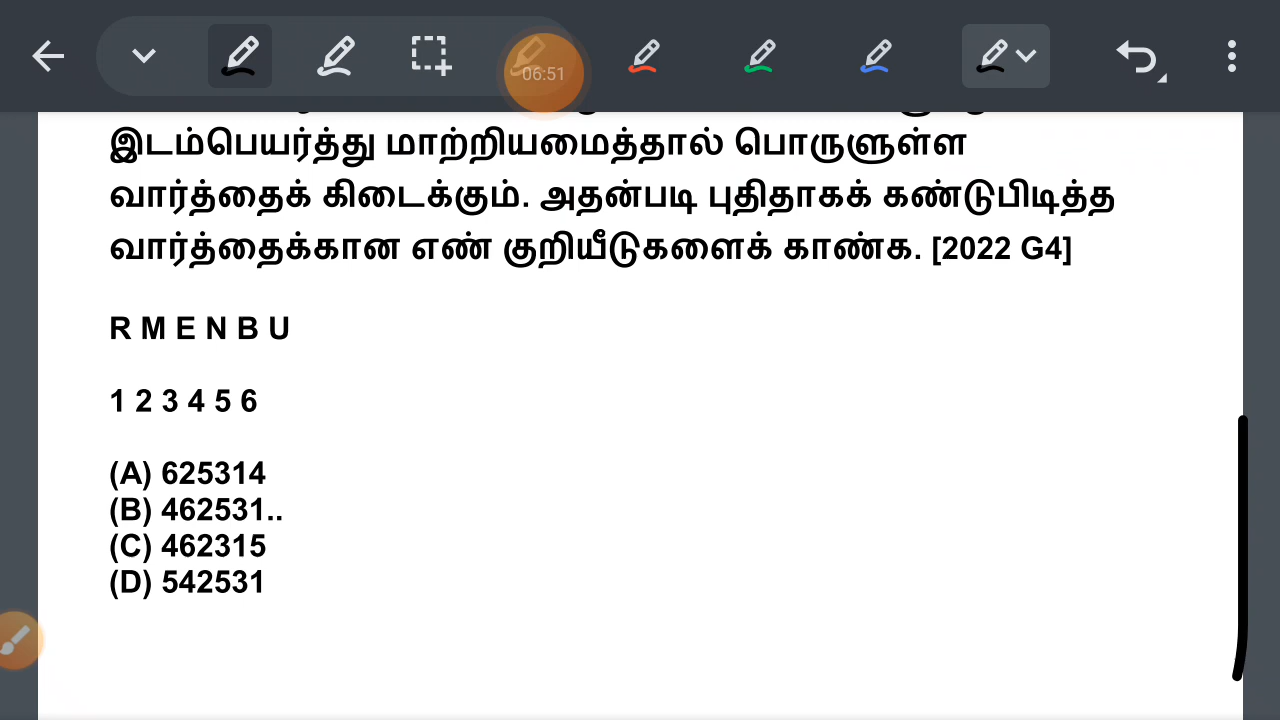 06:51
இடம்பெயர்த்து மாற்றியமைத்தால் பொருளுள்ள
வார்த்தைக் கிடைக்கும். அதன்படி புதிதாகக் கண்டுபிடித்த
வார்த்தைக்கான எண் குறியீடுகளைக் காண்க. [2022 G4]
R M E N B U
1 2 3 4 5 6
(A) 625314
(B) 462531..
(C) 462315
(D) 542531